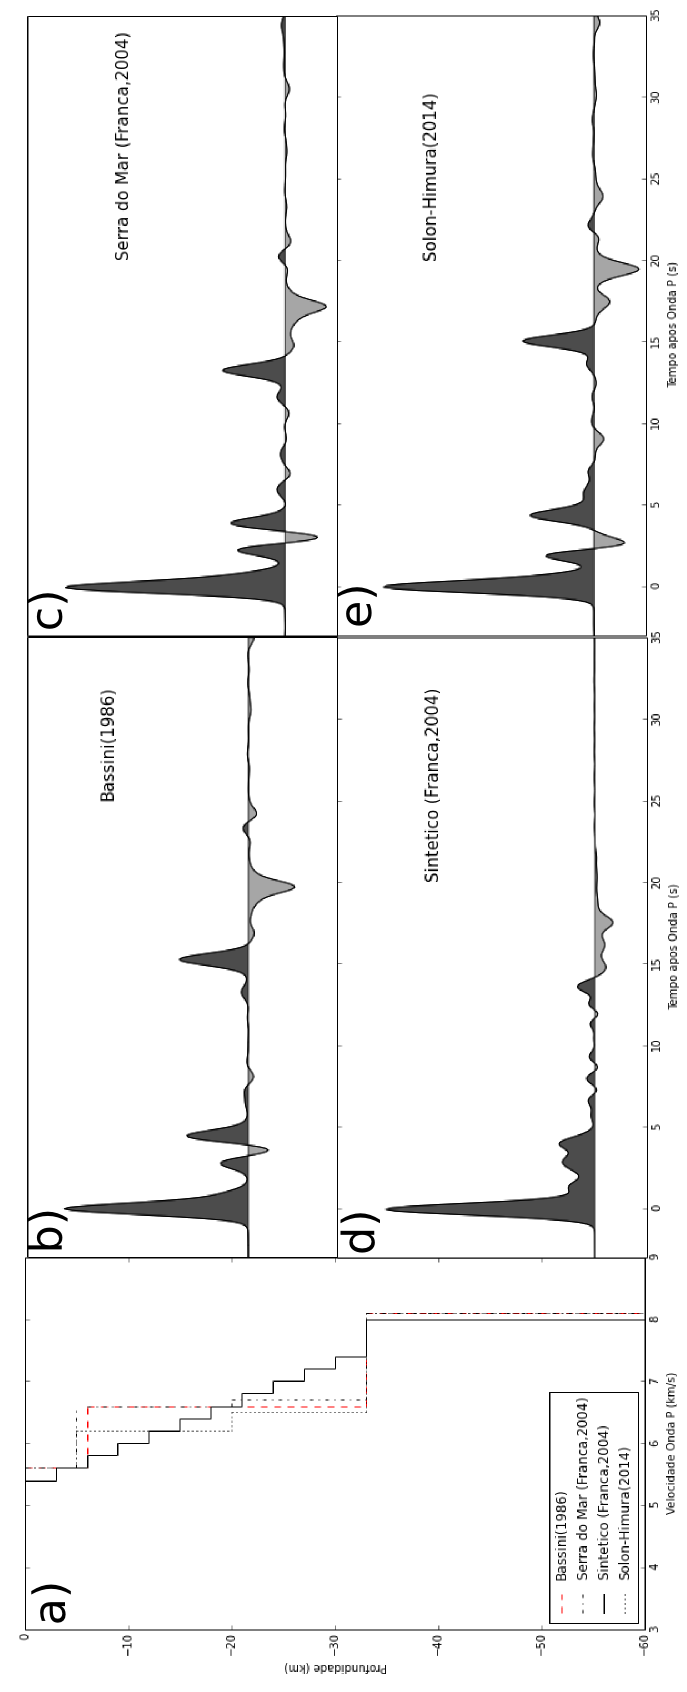 a)
0
−10
−20
−30
−40
−50
−60
Profundidade (km)
3
4
5
6
7
8
9
Velocidade Onda P (km/s)
Bassini(1986)
Serra do Mar (Franca,2004)
Sintetico (Franca,2004)
Solon-Himura(2014)
b)
Bassini(1986)
c)
Serra do Mar (Franca,2004)
d)
Sintetico (Franca,2004)
0
5
10
15
20
25
30
35
Tempo apos Onda P (s)
e)
Solon-Himura(2014)
0
5
10
15
20
25
30
35
Tempo apos Onda P (s)